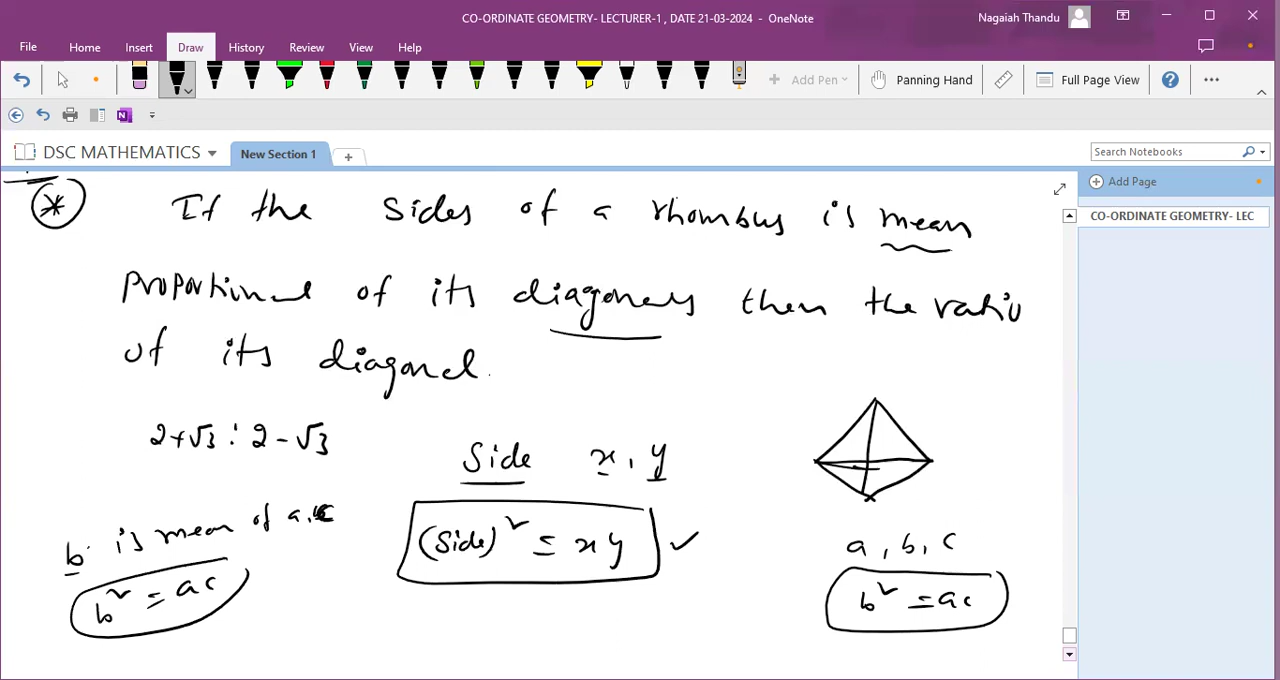 CO-ORDINATE GEOMETRY- LECTURER-1 , DATE 21-03-2024 - OneNote
Nagaiah Thandu
File Home Insert Draw History Review View Help
Add Pen Panning Hand Full Page View
DSC MATHEMATICS New Section 1
Search Notebooks
Add Page
CO-ORDINATE GEOMETRY- LEC
* If the sides of a rhombus is mean
proportional of its diagonals then the ratio
of its diagonal.
2+√3 : 2-√3
Side x, y
b is mean of a,c
(Side)² = xy ✓
a, b, c
b² = ac
b² = ac